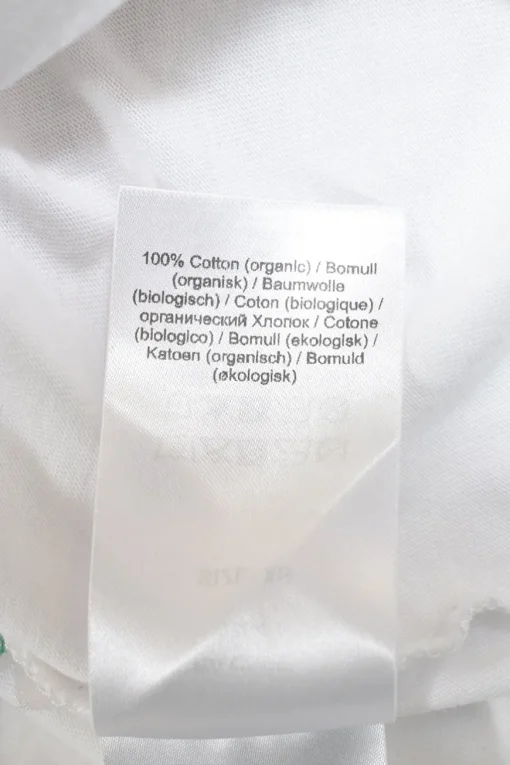 100% Cotton (organic) / Bomull
(organisk) / Baumwolle
(biologisch) / Coton (biologique) /
органический Хлопок / Cotone
(biologico) / Bomull (ekologisk) /
Katoen (organisch) / Bomuld
(økologisk)